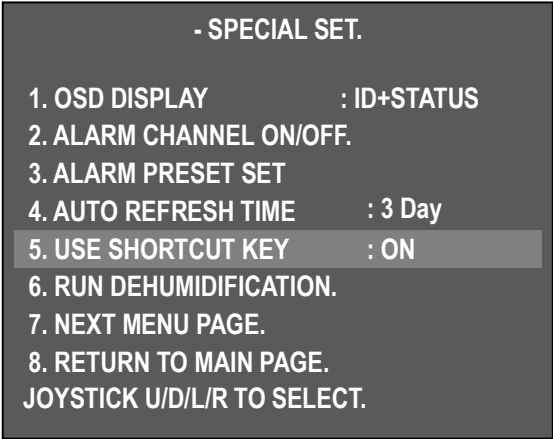 - SPECIAL SET.
1. OSD DISPLAY : ID+STATUS
2. ALARM CHANNEL ON/OFF.
3. ALARM PRESET SET
4. AUTO REFRESH TIME : 3 Day
5. USE SHORTCUT KEY : ON
6. RUN DEHUMIDIFICATION.
7. NEXT MENU PAGE.
8. RETURN TO MAIN PAGE.
JOYSTICK U/D/L/R TO SELECT.